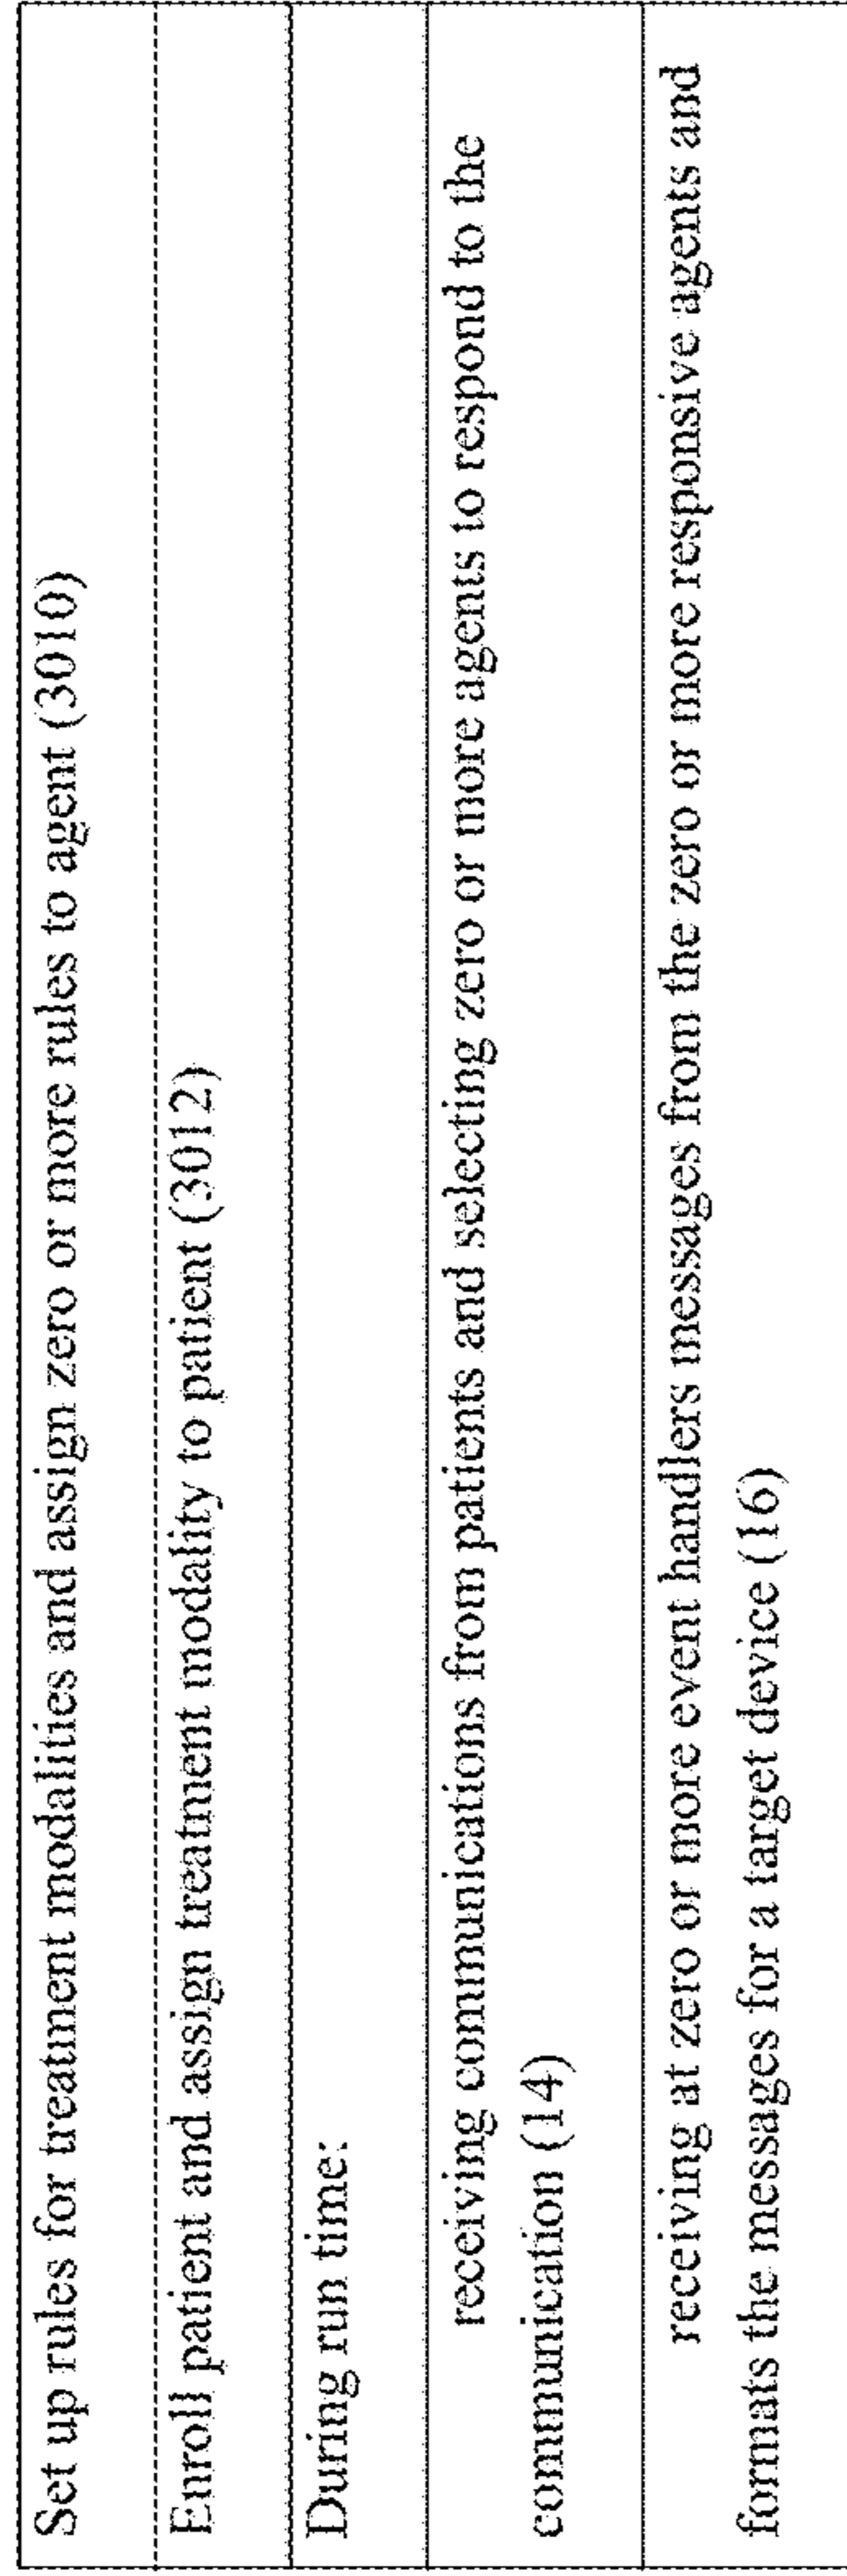 Set up rules for treatment modalities and assign zero or more rules to agent (3010)
Enroll patient and assign treatment modality to patient (3012)
During run time:
receiving communications from patients and selecting zero or more agents to respond to the
communication (14)
receiving at zero or more event handlers messages from the zero or more responsive agents and
formats the messages for a target device (16)